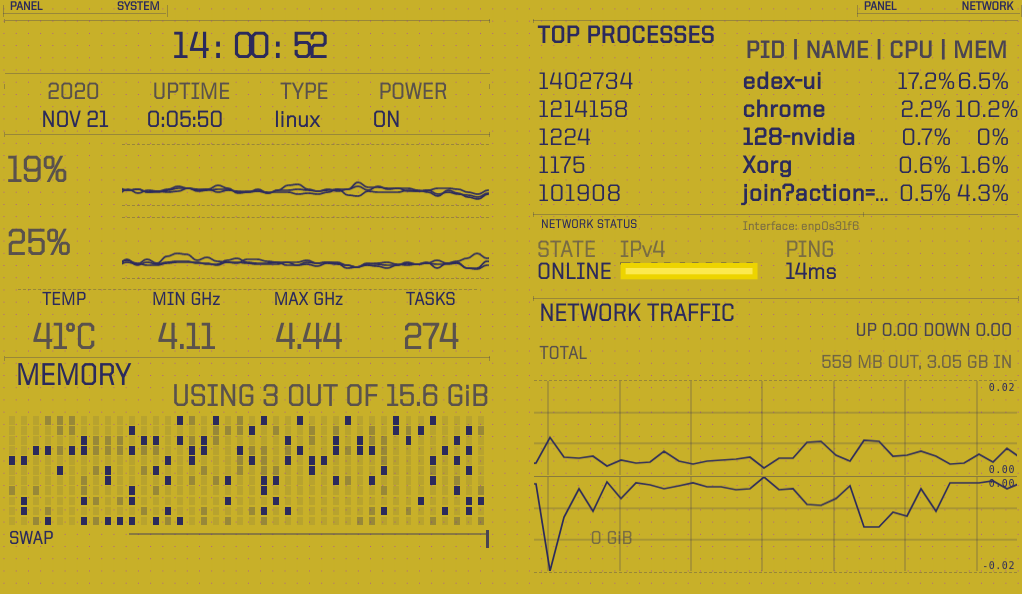 PANEL SYSTEM
14:00:52
2020 UPTIME TYPE POWER
NOV 21 0:05:50 linux ON
19%
25%
TEMP MIN GHz MAX GHz TASKS
41°C 4.11 4.44 274
MEMORY
USING 3 OUT OF 15.6 GiB
SWAP
0 GiB
PANEL NETWORK
TOP PROCESSES
PID | NAME | CPU | MEM
1402734 edex-ui 17.2% 6.5%
1214158 chrome 2.2% 10.2%
1224 128-nvidia 0.7% 0%
1175 Xorg 0.6% 1.6%
101908 join?action=... 0.5% 4.3%
NETWORK STATUS
Interface: enp0s31f6
STATE IPv4 PING
ONLINE 14ms
NETWORK TRAFFIC
UP 0.00 DOWN 0.00
TOTAL
559 MB OUT, 3.05 GB IN
0.02
0.00
0.00
-0.02